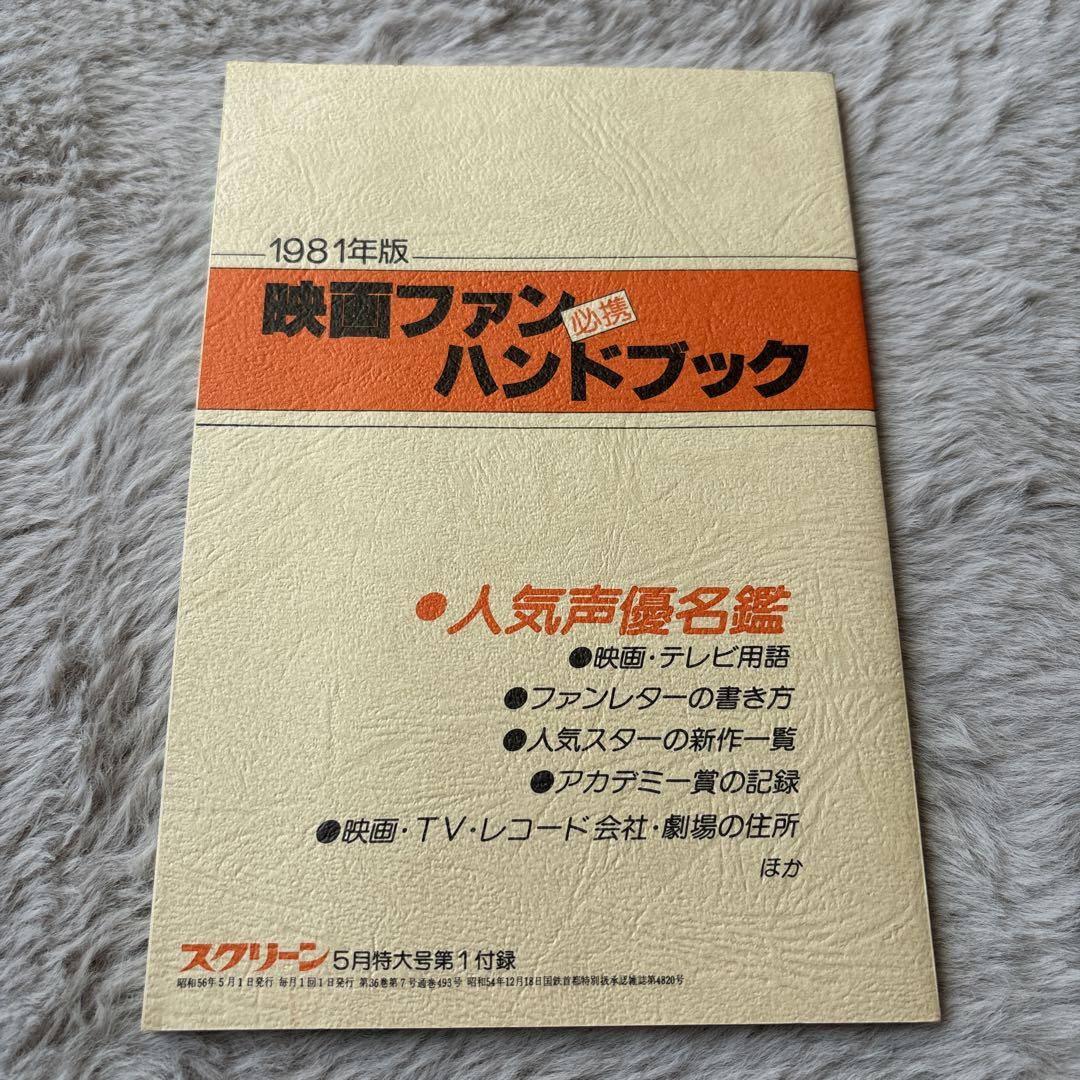 1981年版
映画ファン
必携
ハンドブック
●人気声優名鑑
●映画・テレビ用語
●ファンレターの書き方
●人気スターの新作一覧
●アカデミー賞の記録
●映画・TV・レコード会社・劇場の住所
ほか
スクリーン5月特大号第1付録
昭和56年5月1日発行 毎月1回1日発行 第36巻第7号通巻493号 昭和54年12月18日国鉄首都特別扱承認雑誌第4820号